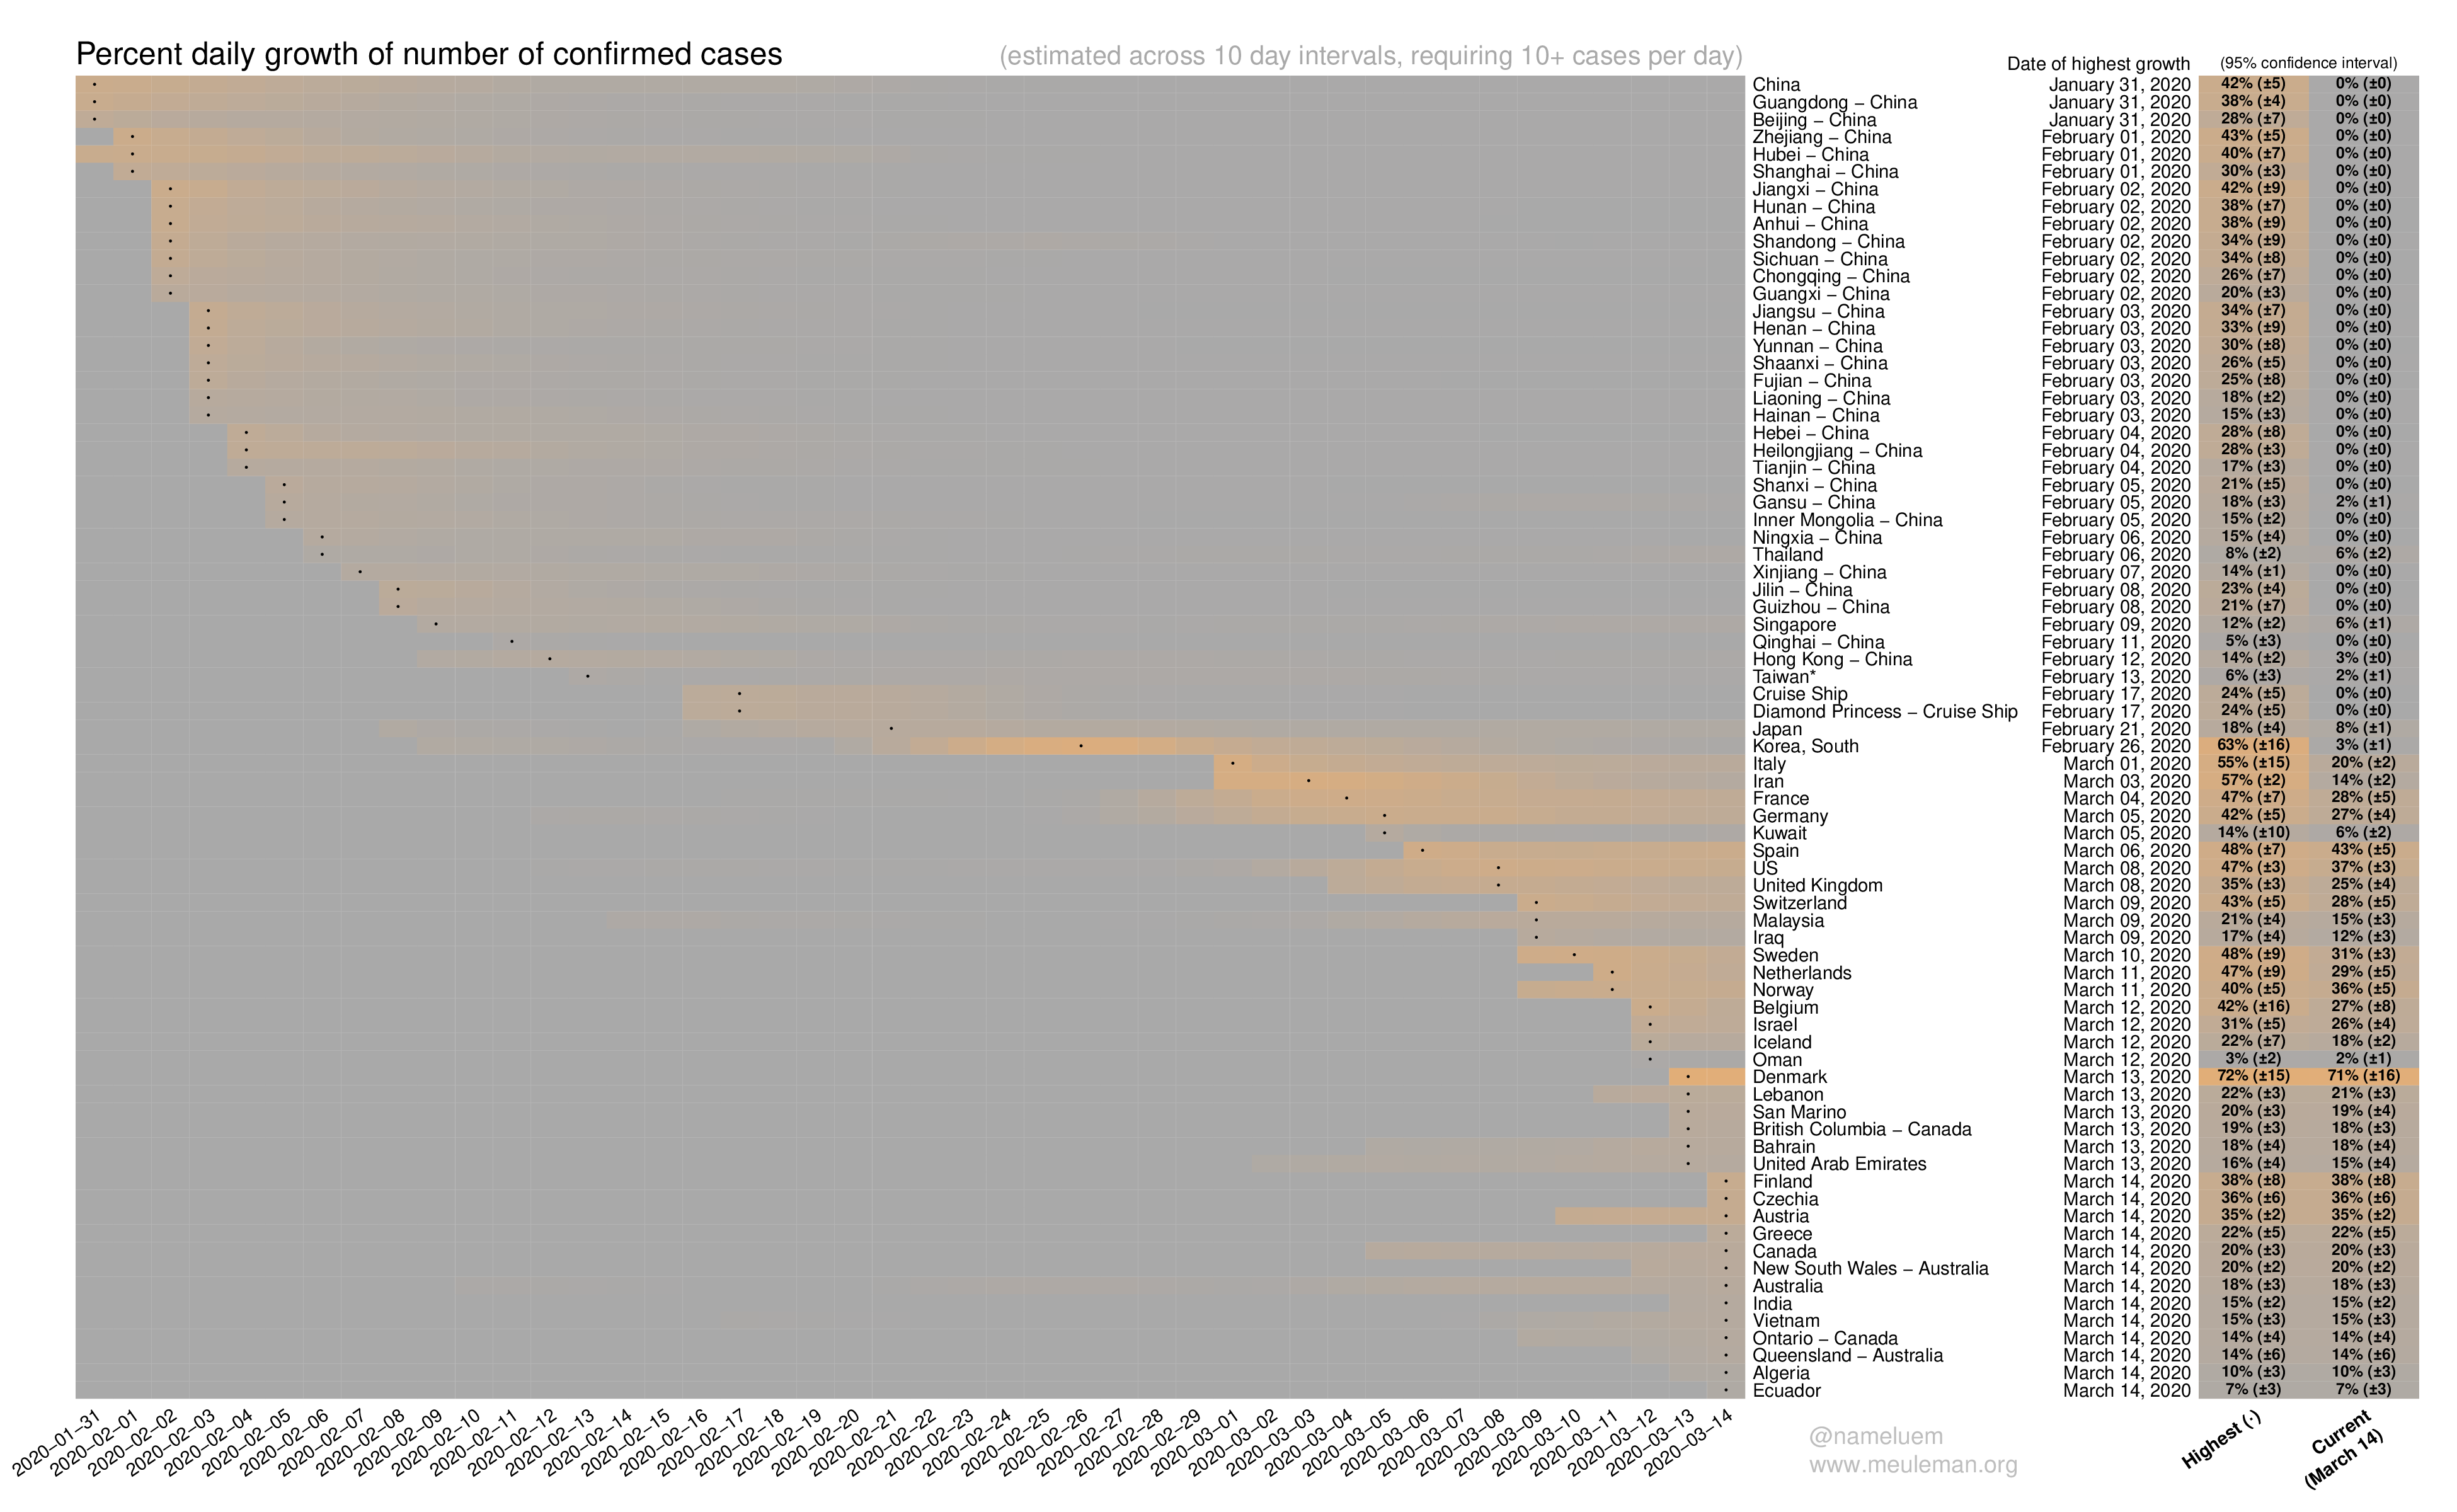 Percent daily growth of number of confirmed cases (estimated across 10 day intervals, requiring 10+ cases per day) Date of highest growth (95% confidence interval)
China January 31, 2020 42% (±5) 0% (±0)
Guangdong – China January 31, 2020 38% (±4) 0% (±0)
Beijing – China January 31, 2020 28% (±7) 0% (±0)
Zhejiang – China February 01, 2020 43% (±5) 0% (±0)
Hubei – China February 01, 2020 40% (±7) 0% (±0)
Shanghai – China February 01, 2020 30% (±3) 0% (±0)
Jiangxi – China February 02, 2020 42% (±9) 0% (±0)
Hunan – China February 02, 2020 38% (±7) 0% (±0)
Anhui – China February 02, 2020 38% (±9) 0% (±0)
Shandong – China February 02, 2020 34% (±9) 0% (±0)
Sichuan – China February 02, 2020 34% (±8) 0% (±0)
Chongqing – China February 02, 2020 26% (±7) 0% (±0)
Guangxi – China February 02, 2020 20% (±3) 0% (±0)
Jiangsu – China February 03, 2020 34% (±7) 0% (±0)
Henan – China February 03, 2020 33% (±9) 0% (±0)
Yunnan – China February 03, 2020 30% (±8) 0% (±0)
Shaanxi – China February 03, 2020 26% (±5) 0% (±0)
Fujian – China February 03, 2020 25% (±8) 0% (±0)
Liaoning – China February 03, 2020 18% (±2) 0% (±0)
Hainan – China February 03, 2020 15% (±3) 0% (±0)
Hebei – China February 04, 2020 28% (±8) 0% (±0)
Heilongjiang – China February 04, 2020 28% (±3) 0% (±0)
Tianjin – China February 04, 2020 17% (±3) 0% (±0)
Shanxi – China February 05, 2020 21% (±5) 0% (±0)
Gansu – China February 05, 2020 18% (±3) 2% (±1)
Inner Mongolia – China February 05, 2020 15% (±2) 0% (±0)
Ningxia – China February 06, 2020 15% (±4) 0% (±0)
Thailand February 06, 2020 8% (±2) 6% (±2)
Xinjiang – China February 07, 2020 14% (±1) 0% (±0)
Jilin – China February 08, 2020 23% (±4) 0% (±0)
Guizhou – China February 08, 2020 21% (±7) 0% (±0)
Singapore February 09, 2020 12% (±2) 6% (±1)
Qinghai – China February 11, 2020 5% (±3) 0% (±0)
Hong Kong – China February 12, 2020 14% (±2) 3% (±0)
Taiwan* February 13, 2020 6% (±3) 2% (±1)
Cruise Ship February 17, 2020 24% (±5) 0% (±0)
Diamond Princess – Cruise Ship February 17, 2020 24% (±5) 0% (±0)
Japan February 21, 2020 18% (±4) 8% (±1)
Korea, South February 26, 2020 63% (±16) 3% (±1)
Italy March 01, 2020 55% (±15) 20% (±2)
Iran March 03, 2020 57% (±2) 14% (±2)
France March 04, 2020 47% (±7) 28% (±5)
Germany March 05, 2020 42% (±5) 27% (±4)
Kuwait March 05, 2020 14% (±10) 6% (±2)
Spain March 06, 2020 48% (±7) 43% (±5)
US March 08, 2020 47% (±3) 37% (±3)
United Kingdom March 08, 2020 35% (±3) 25% (±4)
Switzerland March 09, 2020 43% (±5) 28% (±5)
Malaysia March 09, 2020 21% (±4) 15% (±3)
Iraq March 09, 2020 17% (±4) 12% (±3)
Sweden March 10, 2020 48% (±9) 31% (±3)
Netherlands March 11, 2020 47% (±9) 29% (±5)
Norway March 11, 2020 40% (±5) 36% (±5)
Belgium March 12, 2020 42% (±16) 27% (±8)
Israel March 12, 2020 31% (±5) 26% (±4)
Iceland March 12, 2020 22% (±7) 18% (±2)
Oman March 12, 2020 3% (±2) 2% (±1)
Denmark March 13, 2020 72% (±15) 71% (±16)
Lebanon March 13, 2020 22% (±3) 21% (±3)
San Marino March 13, 2020 20% (±3) 19% (±4)
British Columbia – Canada March 13, 2020 19% (±3) 18% (±3)
Bahrain March 13, 2020 18% (±4) 18% (±4)
United Arab Emirates March 13, 2020 16% (±4) 15% (±4)
Finland March 14, 2020 38% (±8) 38% (±8)
Czechia March 14, 2020 36% (±6) 36% (±6)
Austria March 14, 2020 35% (±2) 35% (±2)
Greece March 14, 2020 22% (±5) 22% (±5)
Canada March 14, 2020 20% (±3) 20% (±3)
New South Wales – Australia March 14, 2020 20% (±2) 20% (±2)
Australia March 14, 2020 18% (±3) 18% (±3)
India March 14, 2020 15% (±2) 15% (±2)
Vietnam March 14, 2020 15% (±3) 15% (±3)
Ontario – Canada March 14, 2020 14% (±4) 14% (±4)
Queensland – Australia March 14, 2020 14% (±6) 14% (±6)
Algeria March 14, 2020 10% (±3) 10% (±3)
Ecuador March 14, 2020 7% (±3) 7% (±3)
2020–01–31
2020–02–01
2020–02–02
2020–02–03
2020–02–04
2020–02–05
2020–02–06
2020–02–07
2020–02–08
2020–02–09
2020–02–10
2020–02–11
2020–02–12
2020–02–13
2020–02–14
2020–02–15
2020–02–16
2020–02–17
2020–02–18
2020–02–19
2020–02–20
2020–02–21
2020–02–22
2020–02–23
2020–02–24
2020–02–25
2020–02–26
2020–02–27
2020–02–28
2020–02–29
2020–03–01
2020–03–02
2020–03–03
2020–03–04
2020–03–05
2020–03–06
2020–03–07
2020–03–08
2020–03–09
2020–03–10
2020–03–11
2020–03–12
2020–03–13
2020–03–14
@nameluem
www.meuleman.org
Highest (·)
Current
(March 14)